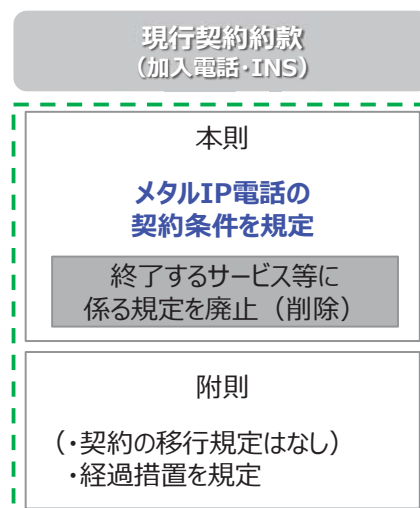 現行契約約款
（加入電話・INS）
本則
メタルIP電話の
契約条件を規定
終了するサービス等に
係る規定を廃止（削除）
附則
（・契約の移行規定はなし）
・経過措置を規定